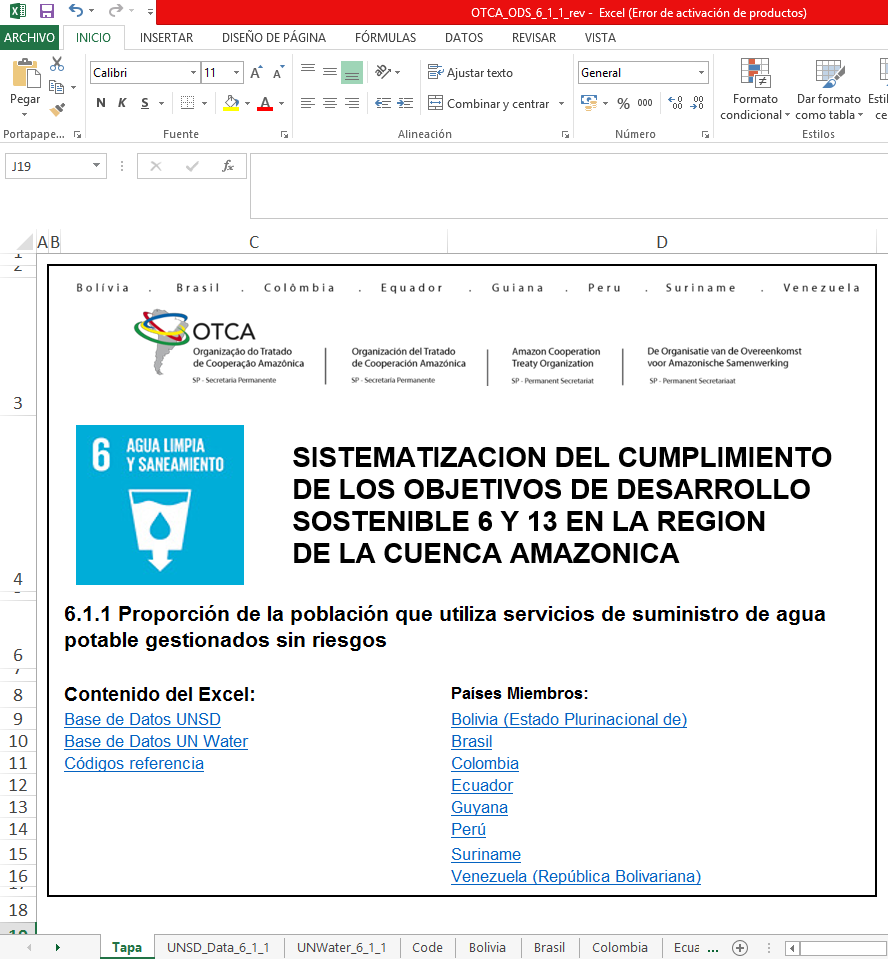 OTCA_ODS_6_1_1_rev - Excel (Error de activación de productos)
ARCHIVO INICIO INSERTAR DISEÑO DE PÁGINA FÓRMULAS DATOS REVISAR VISTA
Calibri 11 Ajustar texto General
Pegar N K S A Combinar y centrar % 000 Formato condicional Dar formato como tabla Estil ce
Portapape... Fuente Alineación Número Estilos
J19 fx
A B C D
1
2
Bolívia . Brasil . Colômbia . Equador . Guiana . Peru . Suriname . Venezuela
OTCA
Organização do Tratado Organización del Tratado Amazon Cooperation De Organisatie van de Overeenkomst
de Cooperação Amazónica de Cooperación Amazónica Treaty Organization voor Amazonische Samenwerking
SP - Secretaria Permanente SP - Secretaría Permanente SP - Permanent Secretariat SP - Permanent Secretariaat
3
6 AGUA LIMPIA
Y SANEAMIENTO
SISTEMATIZACION DEL CUMPLIMIENTO
DE LOS OBJETIVOS DE DESARROLLO
SOSTENIBLE 6 Y 13 EN LA REGION
DE LA CUENCA AMAZONICA
4
6.1.1 Proporción de la población que utiliza servicios de suministro de agua
potable gestionados sin riesgos
6
7
8 Contenido del Excel: Países Miembros:
9 Base de Datos UNSD Bolivia (Estado Plurinacional de)
10 Base de Datos UN Water Brasil
11 Códigos referencia Colombia
12 Ecuador
13 Guyana
14 Perú
15 Suriname
16 Venezuela (República Bolivariana)
18
Tapa UNSD_Data_6_1_1 UNWater_6_1_1 Code Bolivia Brasil Colombia Ecua ...